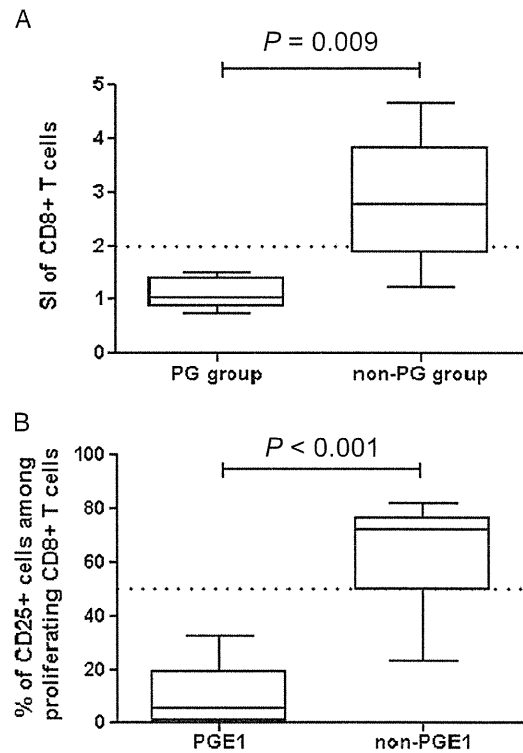 A
P = 0.009
SI of CD8+ T cells
5
4
3
2
1
0
PG group
non-PG group
B
P < 0.001
% of CD25+ cells among
proliferating CD8+ T cells
100
80
60
40
20
0
PGE1
non-PGE1